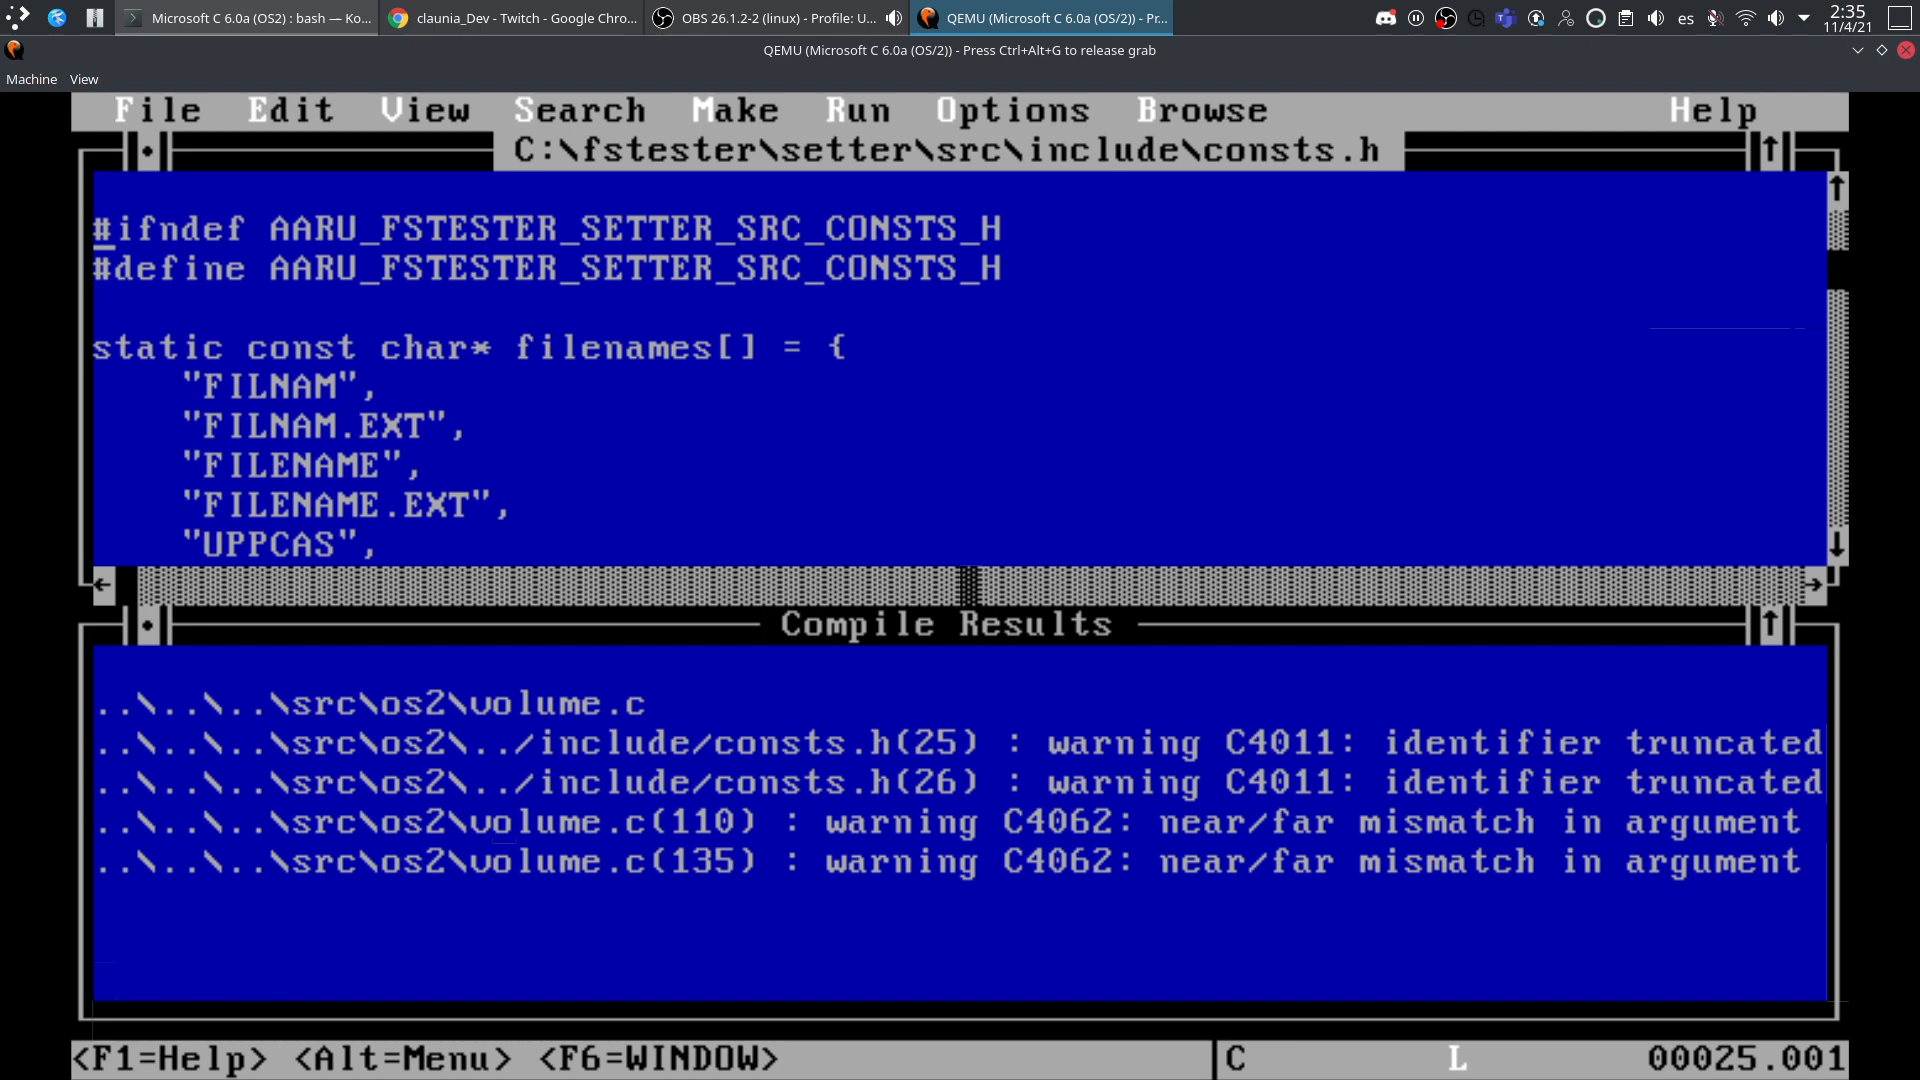 Microsoft C 6.0a (OS2) : bash — Ko...
claunia_Dev - Twitch - Google Chro...
OBS 26.1.2-2 (linux) - Profile: U...
QEMU (Microsoft C 6.0a (OS/2)) - Pr...
es
2:35
11/4/21
QEMU (Microsoft C 6.0a (OS/2)) - Press Ctrl+Alt+G to release grab
Machine View
File Edit View Search Make Run Options Browse Help
C:\fstester\setter\src\include\consts.h
#ifndef AARU_FSTESTER_SETTER_SRC_CONSTS_H
#define AARU_FSTESTER_SETTER_SRC_CONSTS_H
static const char* filenames[] = {
"FILNAM",
"FILNAM.EXT",
"FILENAME",
"FILENAME.EXT",
"UPPCAS",
Compile Results
..\..\..\src\os2\volume.c
..\..\..\src\os2\../include/consts.h(25) : warning C4011: identifier truncated
..\..\..\src\os2\../include/consts.h(26) : warning C4011: identifier truncated
..\..\..\src\os2\volume.c(110) : warning C4062: near/far mismatch in argument
..\..\..\src\os2\volume.c(135) : warning C4062: near/far mismatch in argument
<F1=Help> <Alt=Menu> <F6=WINDOW> C L 00025.001